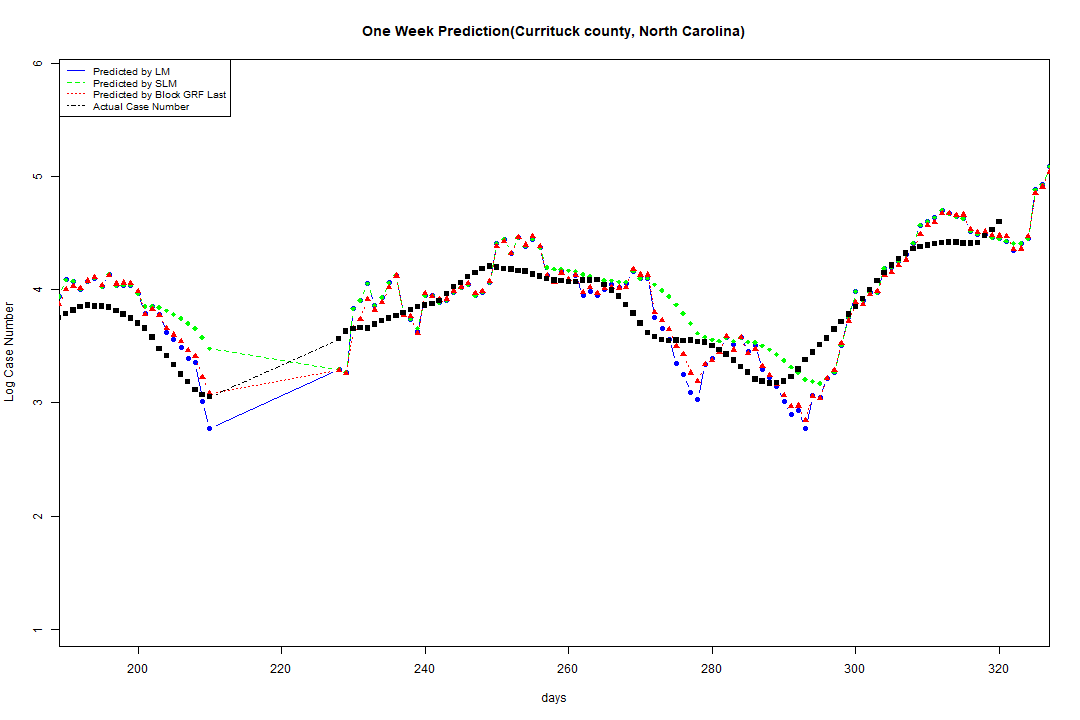 One Week Prediction(Currituck county, North Carolina)
Predicted by LM
Predicted by SLM
Predicted by Block GRF Last
Actual Case Number
Log Case Number
6
5
4
3
2
1
200 220 240 260 280 300 320
days